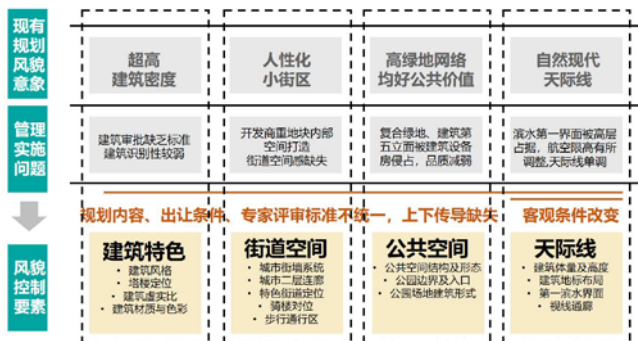 现有
规划
风貌
意象
超高
建筑密度
人性化
小街区
高绿地网络
均好公共价值
自然现代
天际线
管理
实施
问题
建筑审批缺乏标准
建筑识别性较弱
开发商重地块内部
空间打造
街道空间感缺失
复合绿地、建筑第
五立面被建筑设备
房侵占，品质减弱
滨水第一界面被高层
占据，航空限高有所
调整,天际线单调
规划内容、出让条件、专家评审标准不统一，上下传导缺失
客观条件改变
风貌
控制
要素
建筑特色
• 建筑风格
• 塔楼定位
• 建筑虚实比
• 建筑材质与色彩
街道空间
• 城市街墙系统
• 城市二层连廊
• 特色街道定位
• 骑楼对位
• 步行通行区
公共空间
• 公共空间结构及形态
• 公园边界及入口
• 公园场地建筑形式
天际线
• 建筑体量及高度
• 建筑地标布局
• 第一滨水界面
• 视线通廊